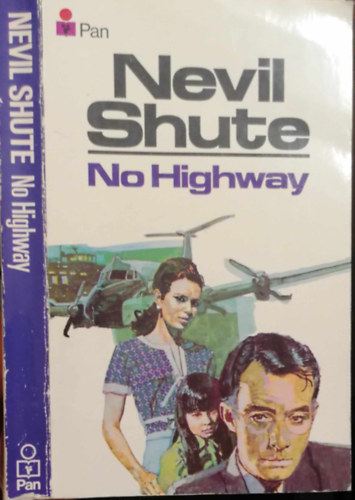 NEVIL SHUTE No Highway
Pan
Pan
Nevil
Shute
No Highway